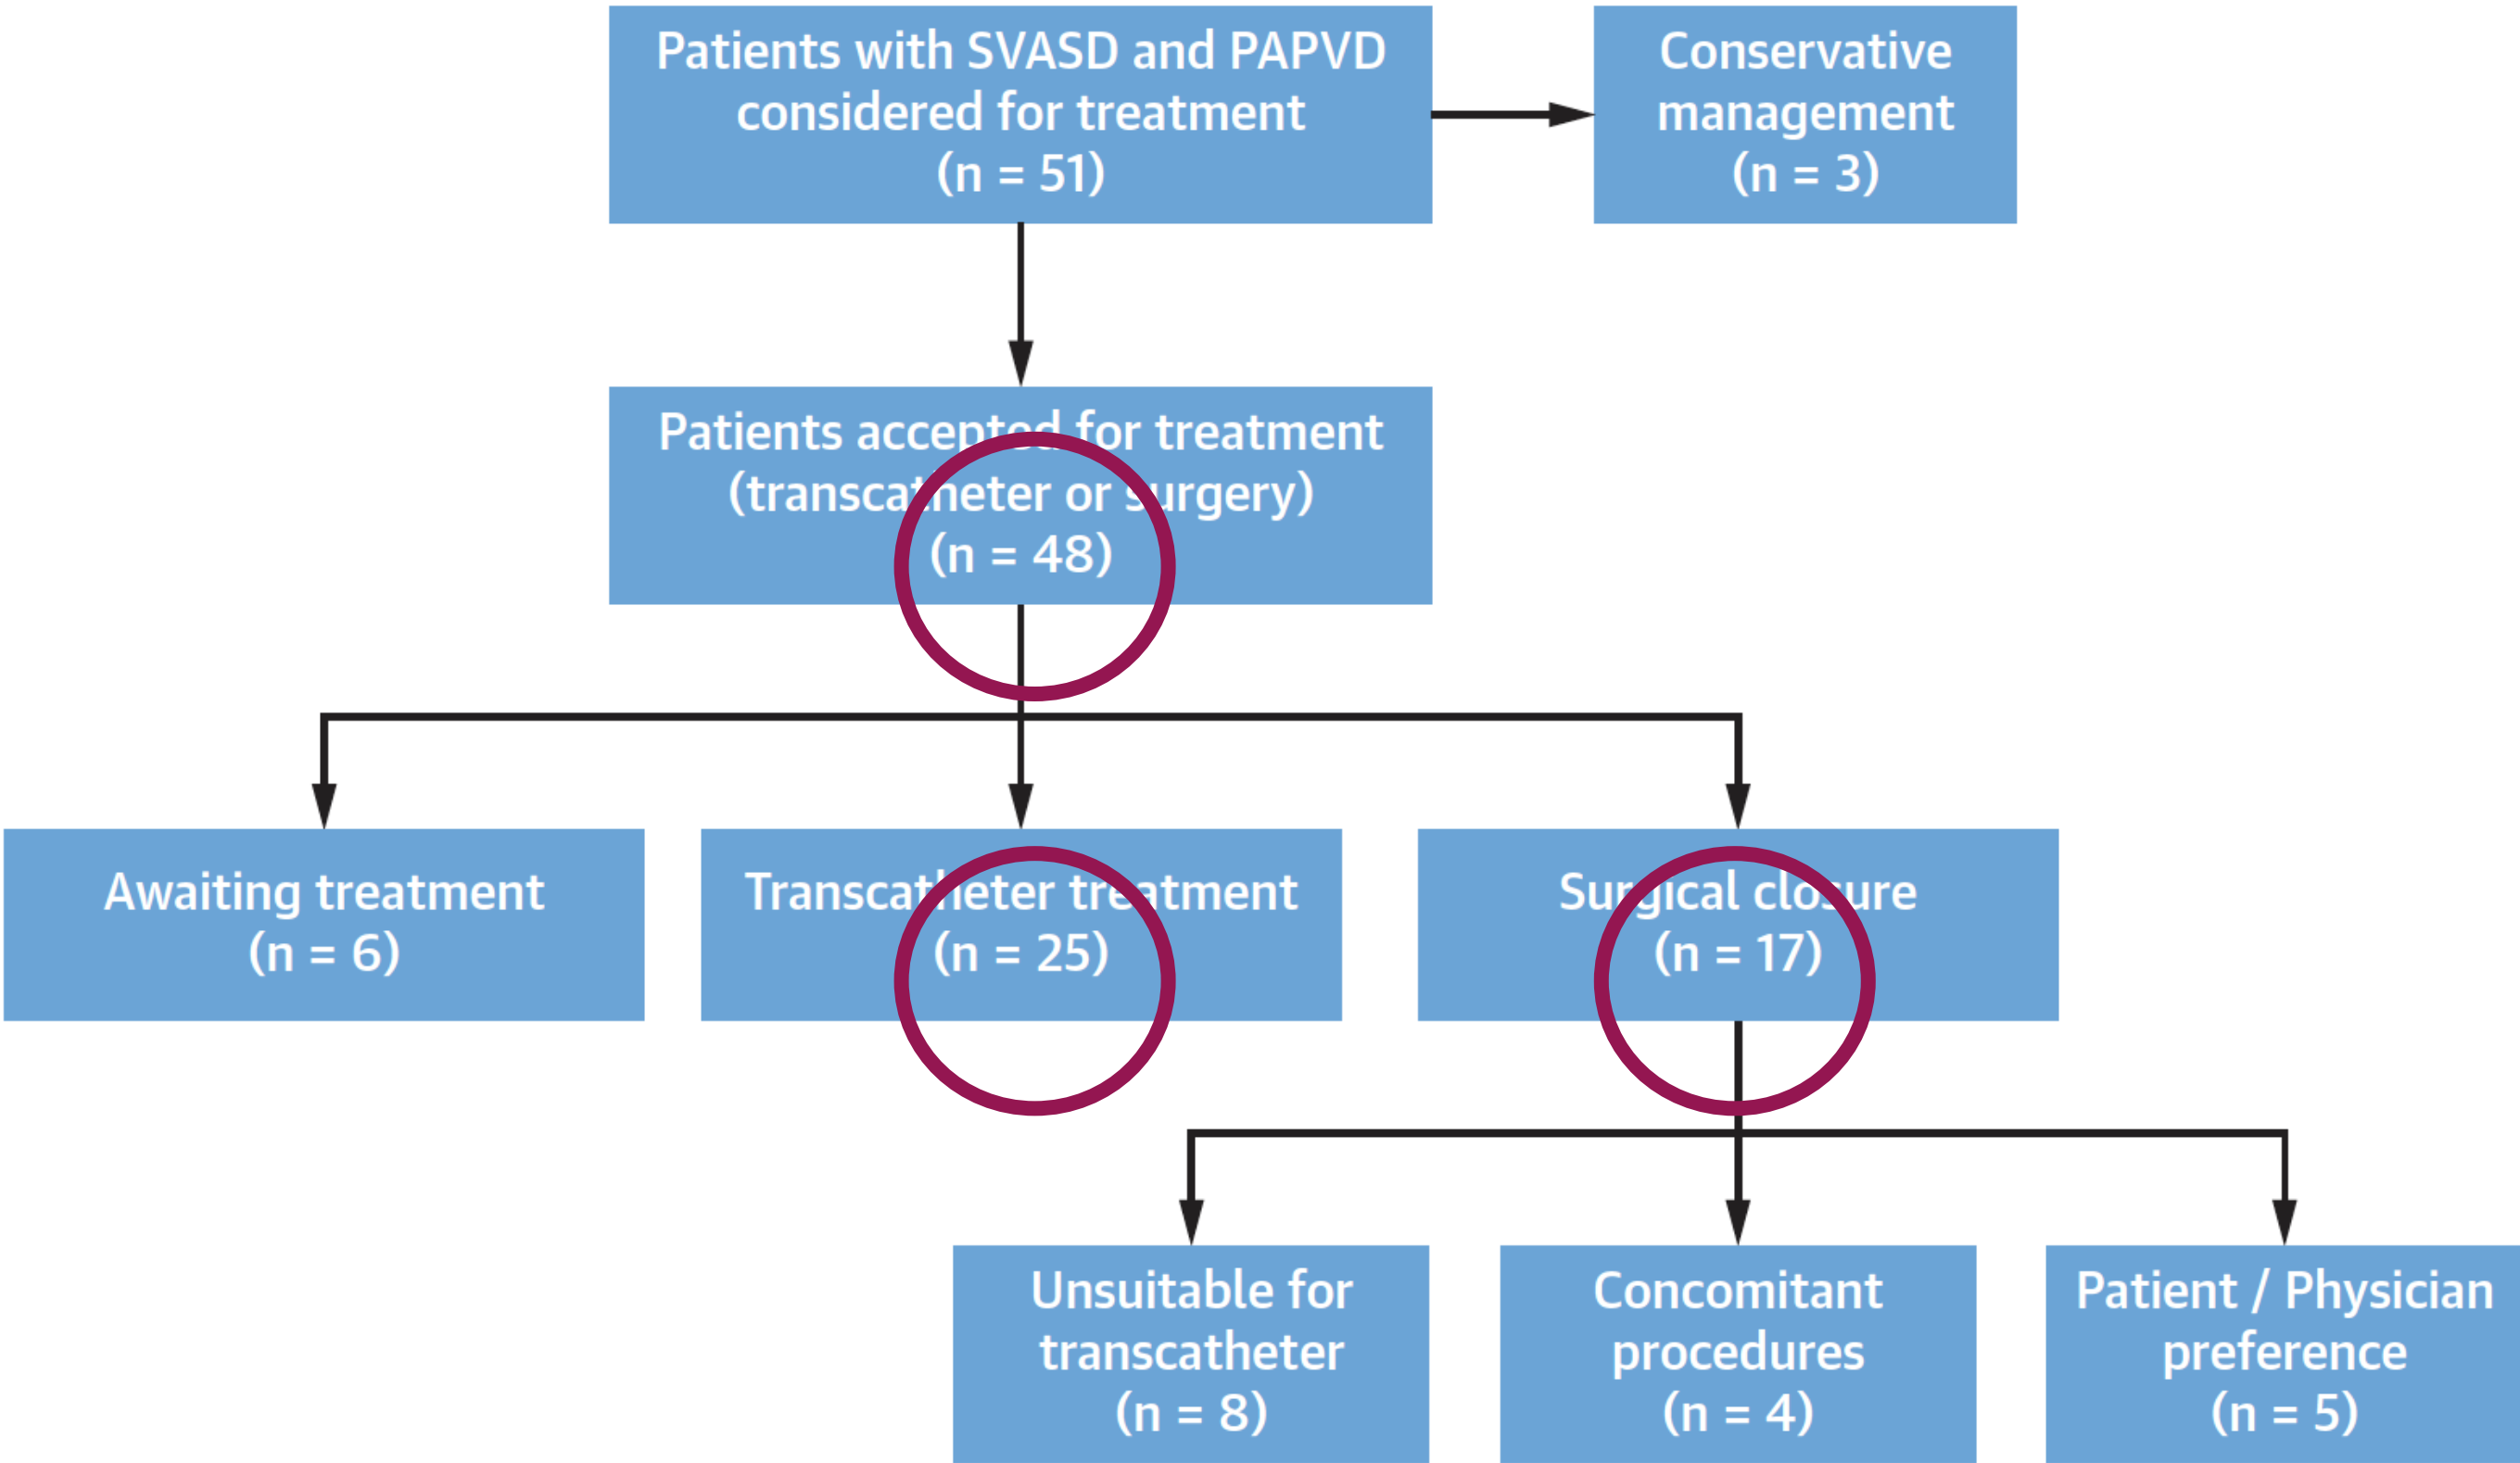 Patients with SVASD and PAPVD
considered for treatment
(n = 51)
Conservative
management
(n = 3)
Patients accepted for treatment
(transcatheter or surgery)
(n = 48)
Awaiting treatment
(n = 6)
Transcatheter treatment
(n = 25)
Surgical closure
(n = 17)
Unsuitable for
transcatheter
(n = 8)
Concomitant
procedures
(n = 4)
Patient / Physician
preference
(n = 5)